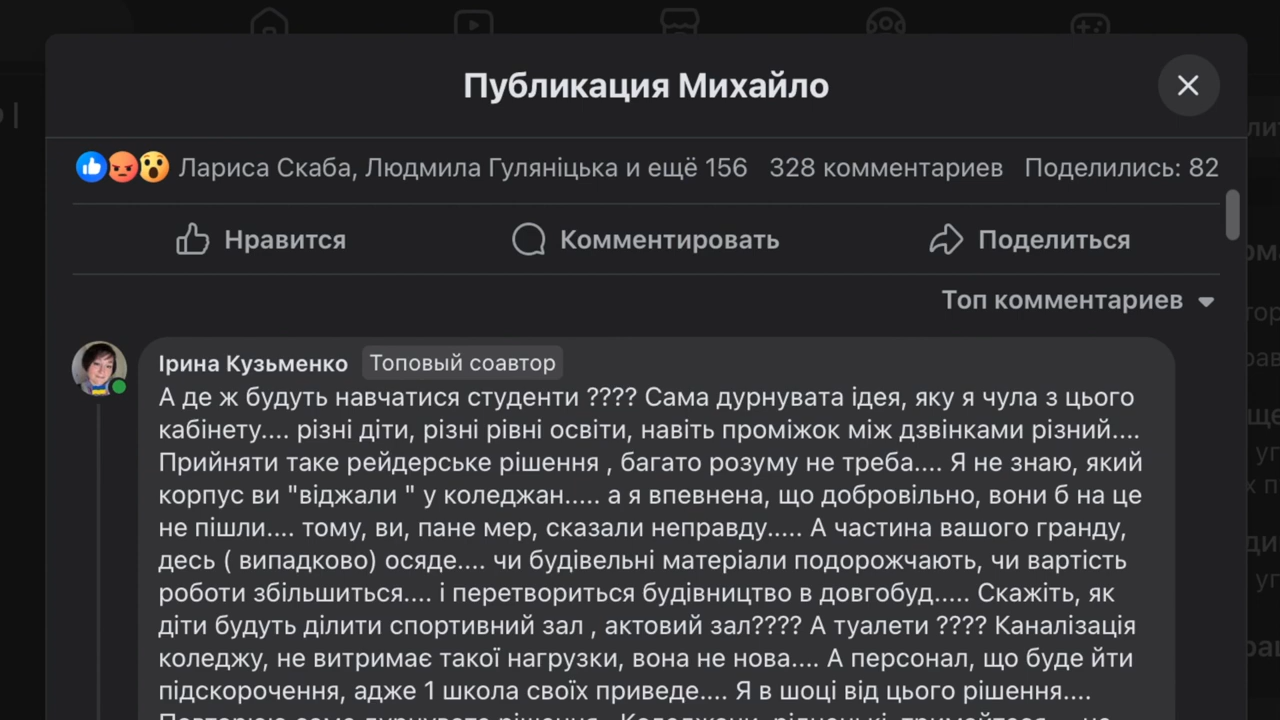 Публикация Михайло
Лариса Скаба, Людмила Гуляніцька и ещё 156 328 комментариев Поделились: 82
Нравится Комментировать Поделиться
Топ комментариев
Ірина Кузьменко Топовый соавтор
А де ж будуть навчатися студенти ???? Сама дурнувата ідея, яку я чула з цього
кабінету.... різні діти, різні рівні освіти, навіть проміжок між дзвінками різний....
Прийняти таке рейдерське рішення , багато розуму не треба.... Я не знаю, який
корпус ви "віджали " у коледжан..... а я впевнена, що добровільно, вони б на це
не пішли.... тому, ви, пане мер, сказали неправду..... А частина вашого гранду,
десь ( випадково) осяде.... чи будівельні матеріали подорожчають, чи вартість
роботи збільшиться.... і перетвориться будівництво в довгобуд..... Скажіть, як
діти будуть ділити спортивний зал , актовий зал???? А туалети ???? Каналізація
коледжу, не витримає такої нагрузки, вона не нова.... А персонал, що буде йти
підскорочення, адже 1 школа своїх приведе.... Я в шоці від цього рішення....